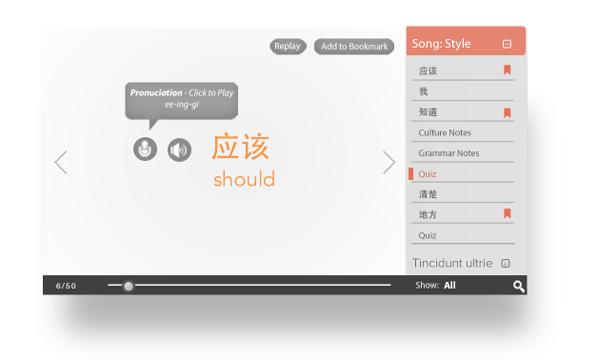 Replay
Add to Bookmark
Pronuciation - Click to Play
ee-ing-gi
应该
should
6/50
Song: Style
应该
我
知道
Culture Notes
Grammar Notes
Quiz
清楚
地方
Quiz
Tincidunt ultrie
Show: All